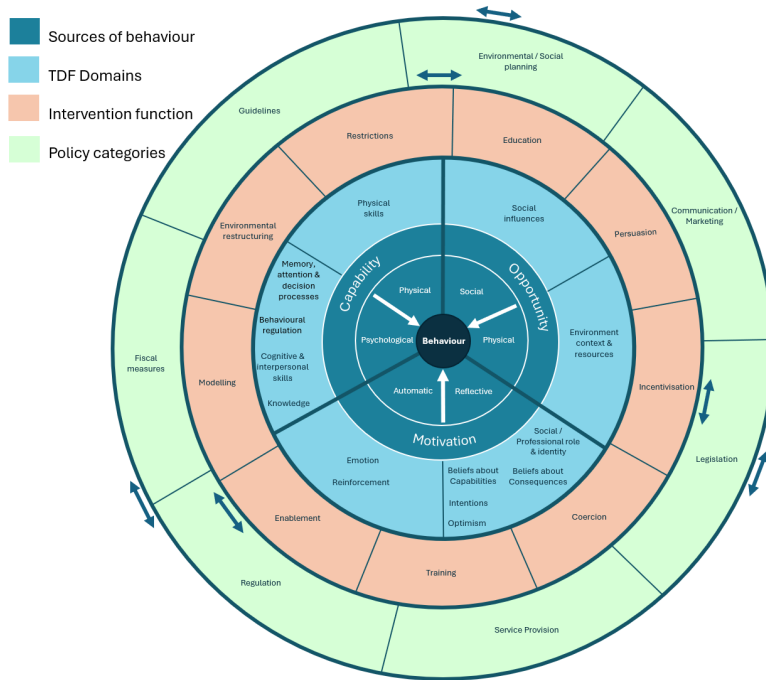 Sources of behaviour
TDF Domains
Intervention function
Policy categories
Environmental / Social
planning
Guidelines
Communication /
Marketing
Fiscal
measures
Legislation
Regulation
Service Provision
Restrictions
Education
Environmental
restructuring
Persuasion
Modelling
Incentivisation
Enablement
Coercion
Training
Physical
skills
Social
influences
Memory,
attention &
decision
processes
Behavioural
regulation
Cognitive &
interpersonal
skills
Knowledge
Environment
context &
resources
Emotion
Reinforcement
Social /
Professional role
& identity
Beliefs about
Capabilities
Beliefs about
Consequences
Intentions
Optimism
Capability
Opportunity
Motivation
Physical
Social
Psychological
Physical
Automatic
Reflective
Behaviour